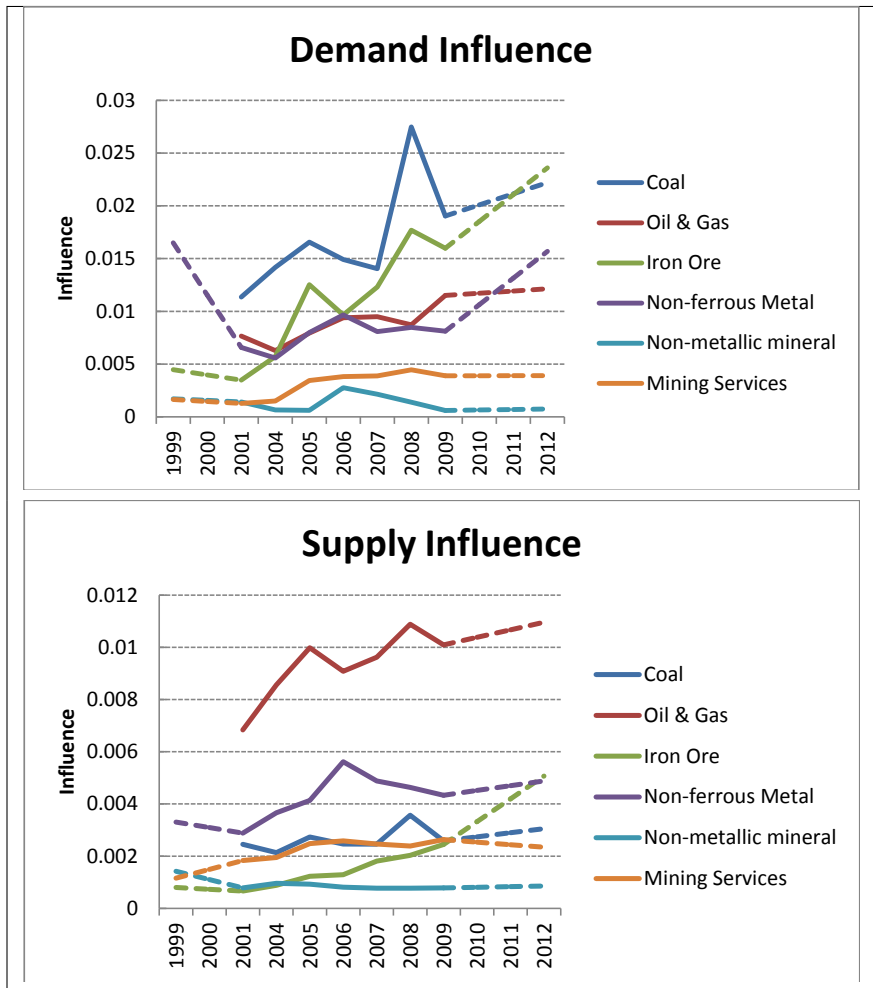 Demand Influence
0.03
0.025
0.02
0.015
0.01
0.005
0
Influence
1999
2000
2001
2004
2005
2006
2007
2008
2009
2010
2011
2012
Coal
Oil & Gas
Iron Ore
Non-ferrous Metal
Non-metallic mineral
Mining Services
Supply Influence
0.012
0.01
0.008
0.006
0.004
0.002
0
Influence
1999
2000
2001
2004
2005
2006
2007
2008
2009
2010
2011
2012
Coal
Oil & Gas
Iron Ore
Non-ferrous Metal
Non-metallic mineral
Mining Services